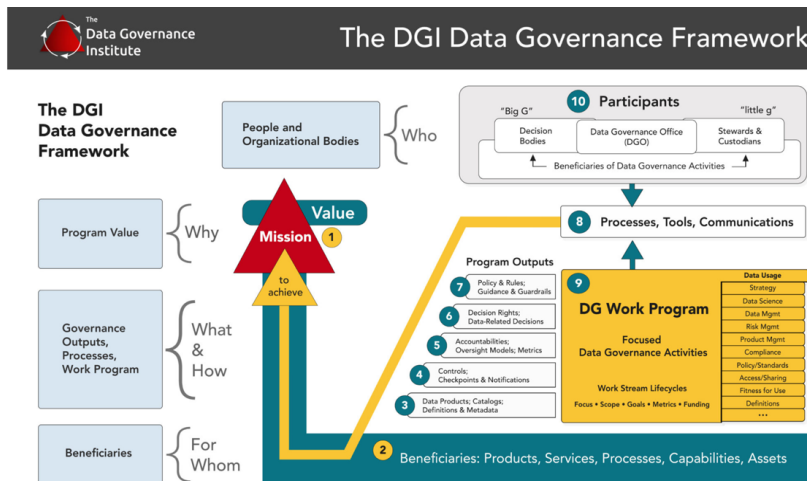 The
Data Governance
Institute
The DGI Data Governance Framework
The DGI
Data Governance
Framework
People and
Organizational Bodies
Who
Program Value
Why
Governance
Outputs,
Processes,
Work Program
What
&
How
Beneficiaries
For
Whom
Value
Mission
1
to
achieve
10 Participants
"Big G"
"little g"
Decision
Bodies
Data Governance Office
(DGO)
Stewards &
Custodians
Beneficiaries of Data Governance Activities
8 Processes, Tools, Communications
Program Outputs
7 Policy & Rules;
Guidance & Guardrails
6 Decision Rights;
Data-Related Decisions
5 Accountabilities;
Oversight Models; Metrics
4 Controls;
Checkpoints & Notifications
3 Data Products; Catalogs;
Definitions & Metadata
9
DG Work Program
Focused
Data Governance Activities
Work Stream Lifecycles
Focus • Scope • Goals • Metrics • Funding
Data Usage
Strategy
Data Science
Data Mgmt
Risk Mgmt
Product Mgmt
Compliance
Policy/Standards
Access/Sharing
Fitness for Use
Definitions
...
2 Beneficiaries: Products, Services, Processes, Capabilities, Assets